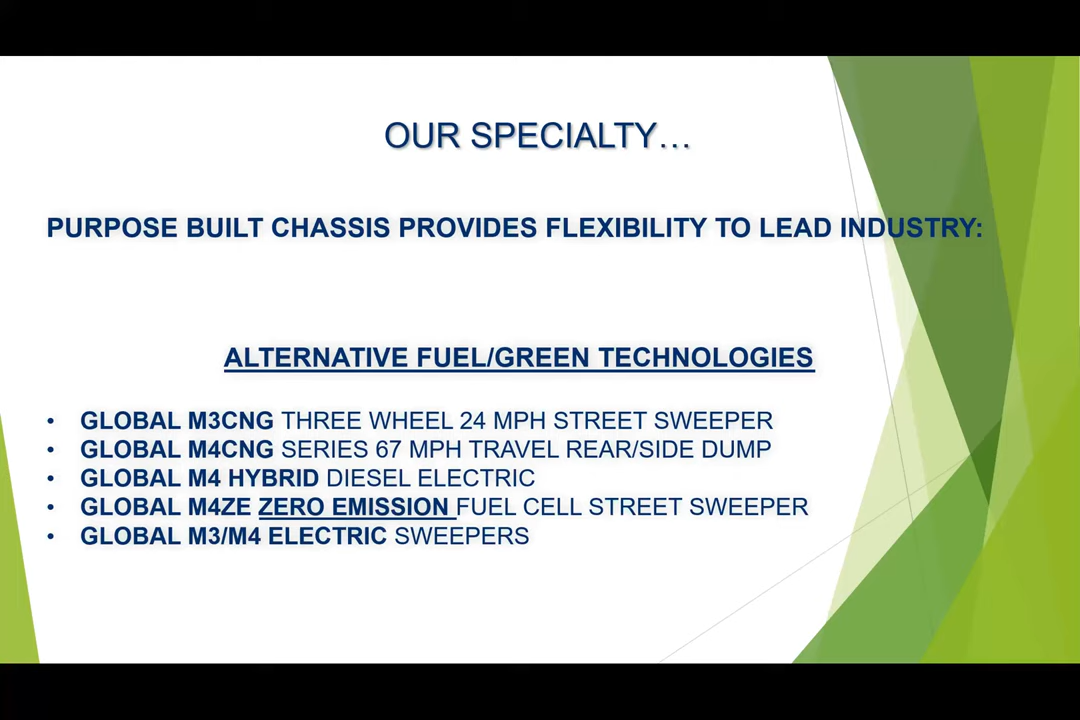 OUR SPECIALTY…
PURPOSE BUILT CHASSIS PROVIDES FLEXIBILITY TO LEAD INDUSTRY:
ALTERNATIVE FUEL/GREEN TECHNOLOGIES
• GLOBAL M3CNG THREE WHEEL 24 MPH STREET SWEEPER
• GLOBAL M4CNG SERIES 67 MPH TRAVEL REAR/SIDE DUMP
• GLOBAL M4 HYBRID DIESEL ELECTRIC
• GLOBAL M4ZE ZERO EMISSION FUEL CELL STREET SWEEPER
• GLOBAL M3/M4 ELECTRIC SWEEPERS